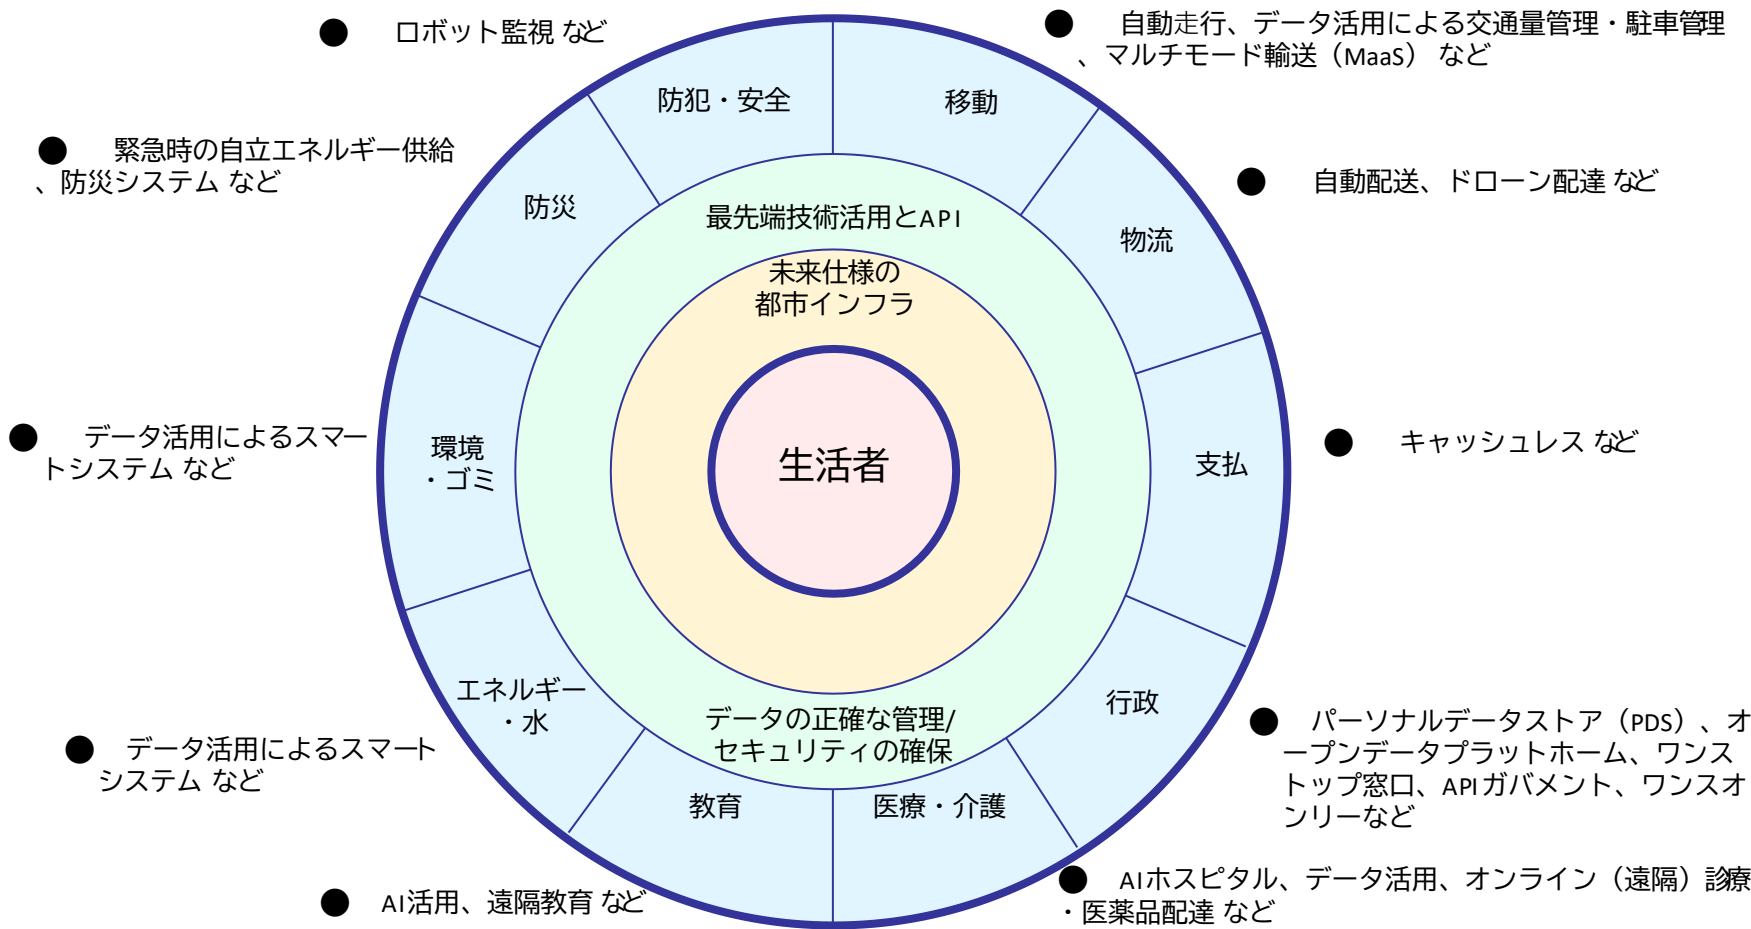 ● ロボット監視 など
● 自動走行、データ活用による交通量管理・駐車管理
、マルチモード輸送（MaaS） など
防犯・安全
移動
● 緊急時の自立エネルギー供給
、防災システム など
● 自動配送、ドローン配達 など
防災
最先端技術活用とAPI
物流
未来仕様の
都市インフラ
● データ活用によるスマー
トシステム など
環境
・ゴミ
生活者
支払
● キャッシュレス など
エネルギー
・水
データの正確な管理/
セキュリティの確保
行政
● パーソナルデータストア（PDS）、オ
ープンデータプラットホーム、ワンス
トップ窓口、APIガバメント、ワンスオ
ンリーなど
● データ活用によるスマート
システム など
教育
医療・介護
● AI活用、遠隔教育 など
● AIホスピタル、データ活用、オンライン（遠隔）診療
・医薬品配達 など